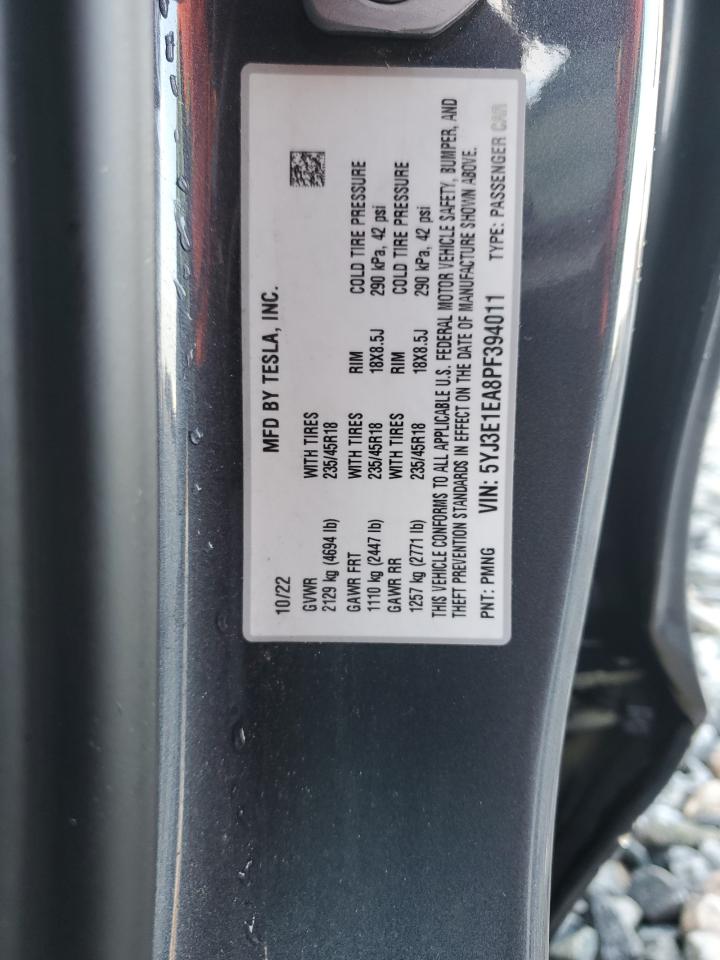 MFD BY TESLA, INC.
10/22
GVWR WITH TIRES
2129 kg (4694 lb) 235/45R18
GAWR FRT WITH TIRES RIM COLD TIRE PRESSURE
1110 kg (2447 lb) 235/45R18 18X8.5J 290 kPa, 42 psi
GAWR RR WITH TIRES RIM COLD TIRE PRESSURE
1257 kg (2771 lb) 235/45R18 18X8.5J 290 kPa, 42 psi
THIS VEHICLE CONFORMS TO ALL APPLICABLE U.S. FEDERAL MOTOR VEHICLE SAFETY, BUMPER, AND
THEFT PREVENTION STANDARDS IN EFFECT ON THE DATE OF MANUFACTURE SHOWN ABOVE.
PNT: PMNG VIN: 5YJ3E1EA8PF394011 TYPE: PASSENGER CAR